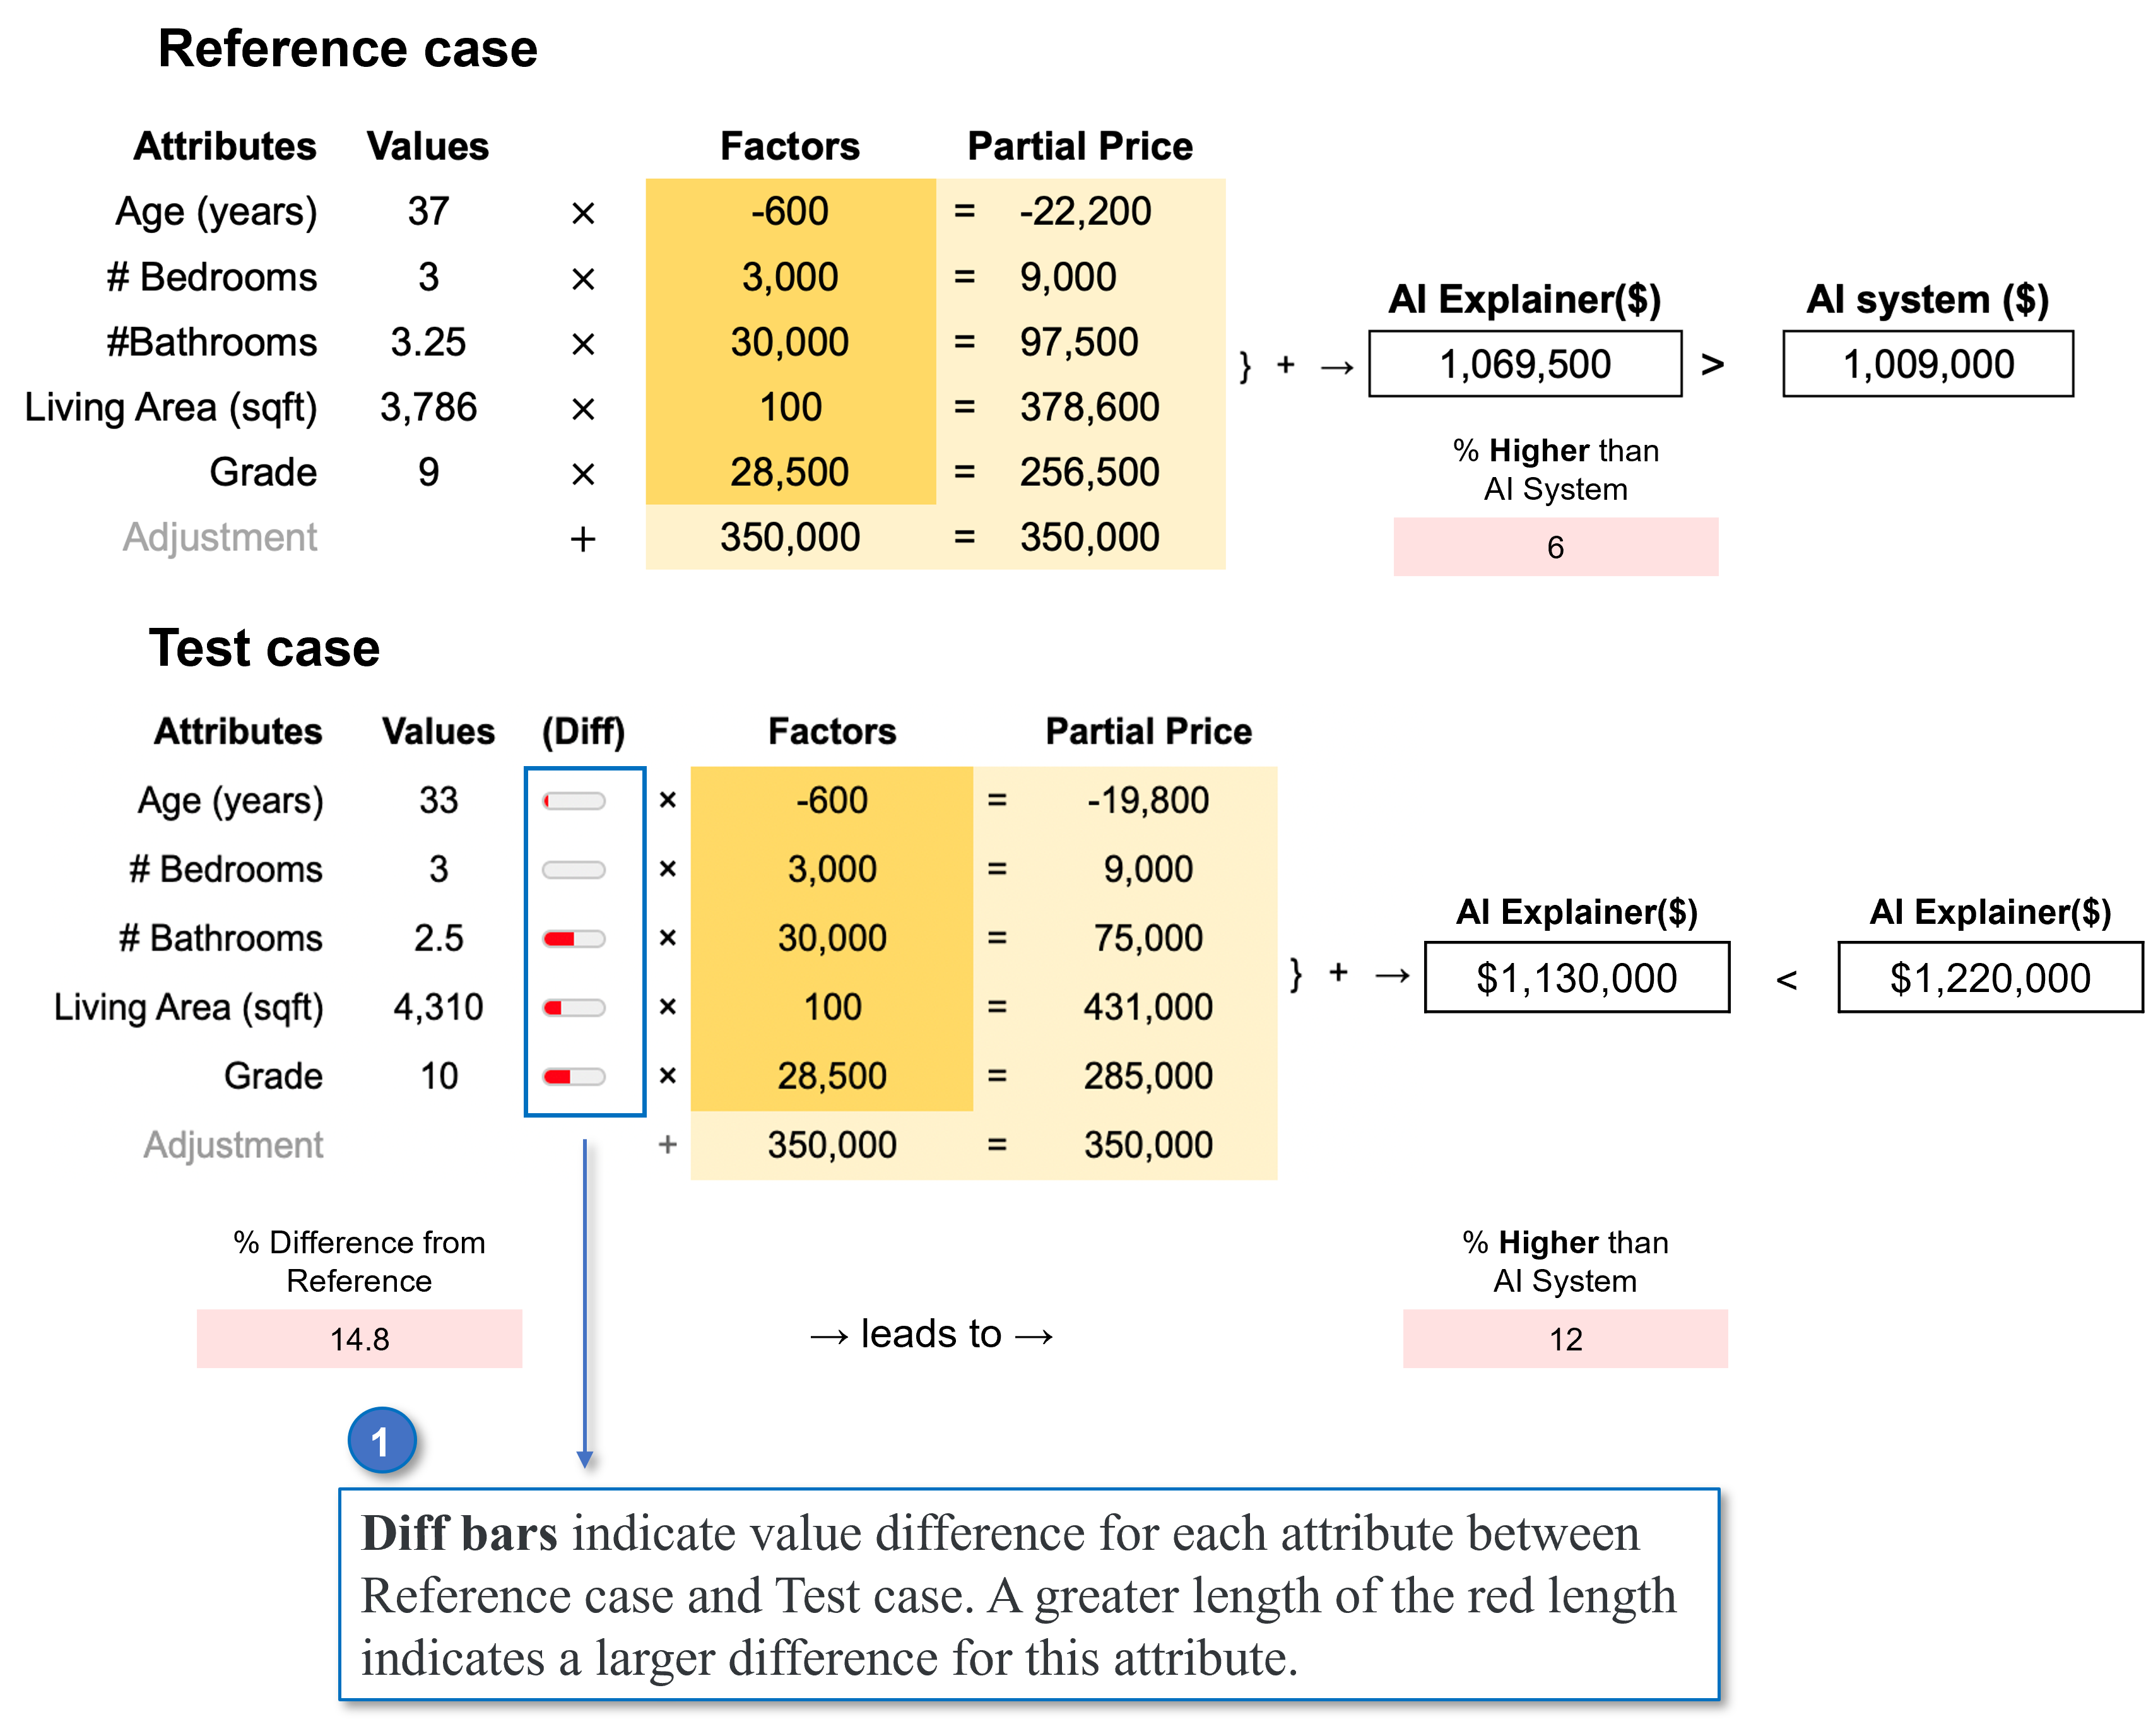 Reference case
Attributes Values Factors Partial Price
Age (years) 37 × -600 = -22,200
# Bedrooms 3 × 3,000 = 9,000
#Bathrooms 3.25 × 30,000 = 97,500
Living Area (sqft) 3,786 × 100 = 378,600
Grade 9 × 28,500 = 256,500
Adjustment + 350,000 = 350,000
AI Explainer($) AI system ($)
} + → 1,069,500 > 1,009,000
% Higher than
AI System
6
Test case
Attributes Values (Diff) Factors Partial Price
Age (years) 33 × -600 = -19,800
# Bedrooms 3 × 3,000 = 9,000
# Bathrooms 2.5 × 30,000 = 75,000
Living Area (sqft) 4,310 × 100 = 431,000
Grade 10 × 28,500 = 285,000
Adjustment + 350,000 = 350,000
AI Explainer($) AI Explainer($)
} + → $1,130,000 < $1,220,000
% Difference from
Reference
14.8
→ leads to →
% Higher than
AI System
12
1
Diff bars indicate value difference for each attribute between
Reference case and Test case. A greater length of the red length
indicates a larger difference for this attribute.